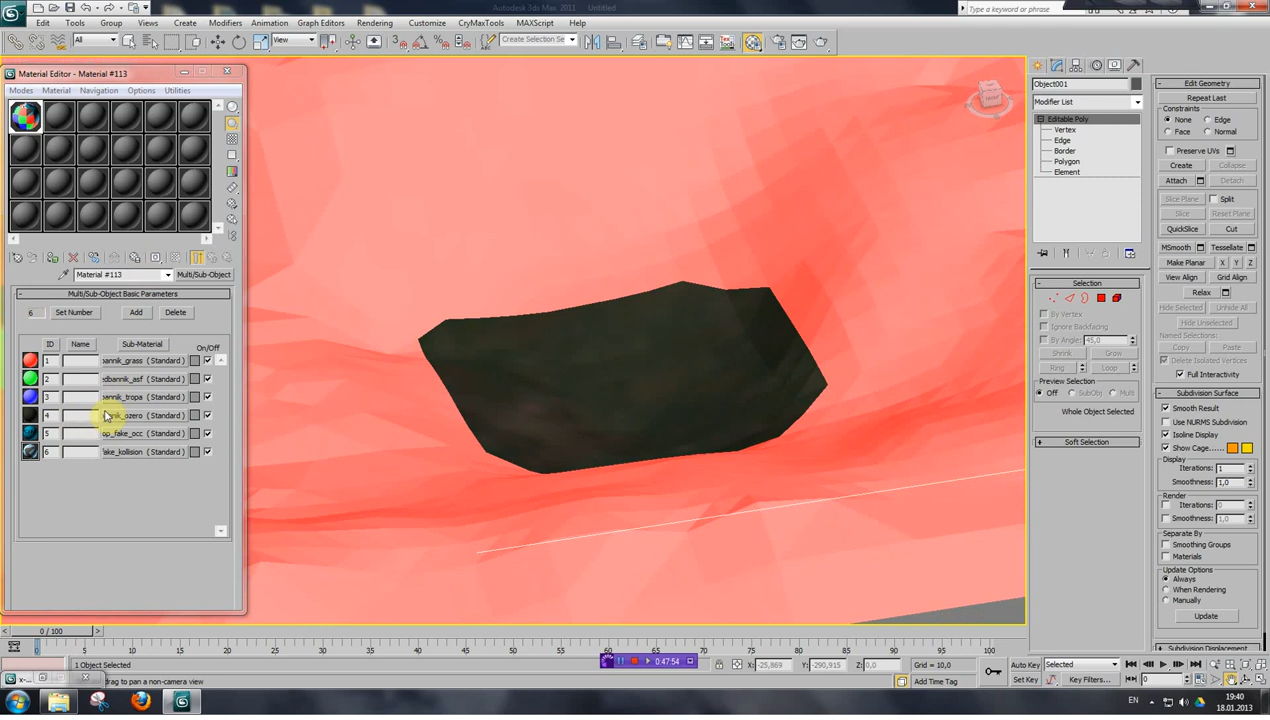 Autodesk 3ds Max 2011 Untitled
Type a keyword or phrase
Edit Tools Group Views Create Modifiers Animation Graph Editors Rendering Customize CryMaxTools MAXScript Help
All View Create Selection Se
Material Editor - Material #113
Modes Material Navigation Options Utilities
Material #113 Multi/Sub-Object
Multi/Sub-Object Basic Parameters
6 Set Number Add Delete
ID Name Sub-Material On/Off
1 annik_grass (Standard)
2 dbannik_asf (Standard)
3 annik_tropa (Standard)
4 nnik_ozero (Standard)
5 op_fake_occ (Standard)
6 fake_kollision (Standard)
Object001
Modifier List
Editable Poly
Vertex
Edge
Border
Polygon
Element
Selection
By Vertex
Ignore Backfacing
By Angle: 45,0
Shrink Grow
Ring Loop
Preview Selection
Off SubObj Multi
Whole Object Selected
Soft Selection
Edit Geometry
Repeat Last
Constraints
None Edge
Face Normal
Preserve UVs
Create Collapse
Attach Detach
Slice Plane Split
Slice Reset Plane
QuickSlice Cut
MSmooth Tessellate
Make Planar X Y Z
View Align Grid Align
Relax
Hide Selected Unhide All
Hide Unselected
Named Selections:
Copy Paste
Delete Isolated Vertices
Full Interactivity
Subdivision Surface
Smooth Result
Use NURMS Subdivision
Isoline Display
Show Cage......
Display
Iterations: 1
Smoothness: 1,0
Render
Iterations: 0
Smoothness: 1,0
Separate By
Smoothing Groups
Materials
Update Options
Always
When Rendering
Manually
Update
Subdivision Displacement
0 / 100
0 5 10 15 20 25 30 35 40 45 50 55 60 65 70 75 80 85 90 95 100
1 Object Selected
0:47:54
X: -25,869 Y: -290,915 Z: 0,0 Grid = 10,0
Auto Key Selected
drag to pan a non-camera view
Add Time Tag
Set Key Key Filters... 0
EN 19:40
18.01.2013